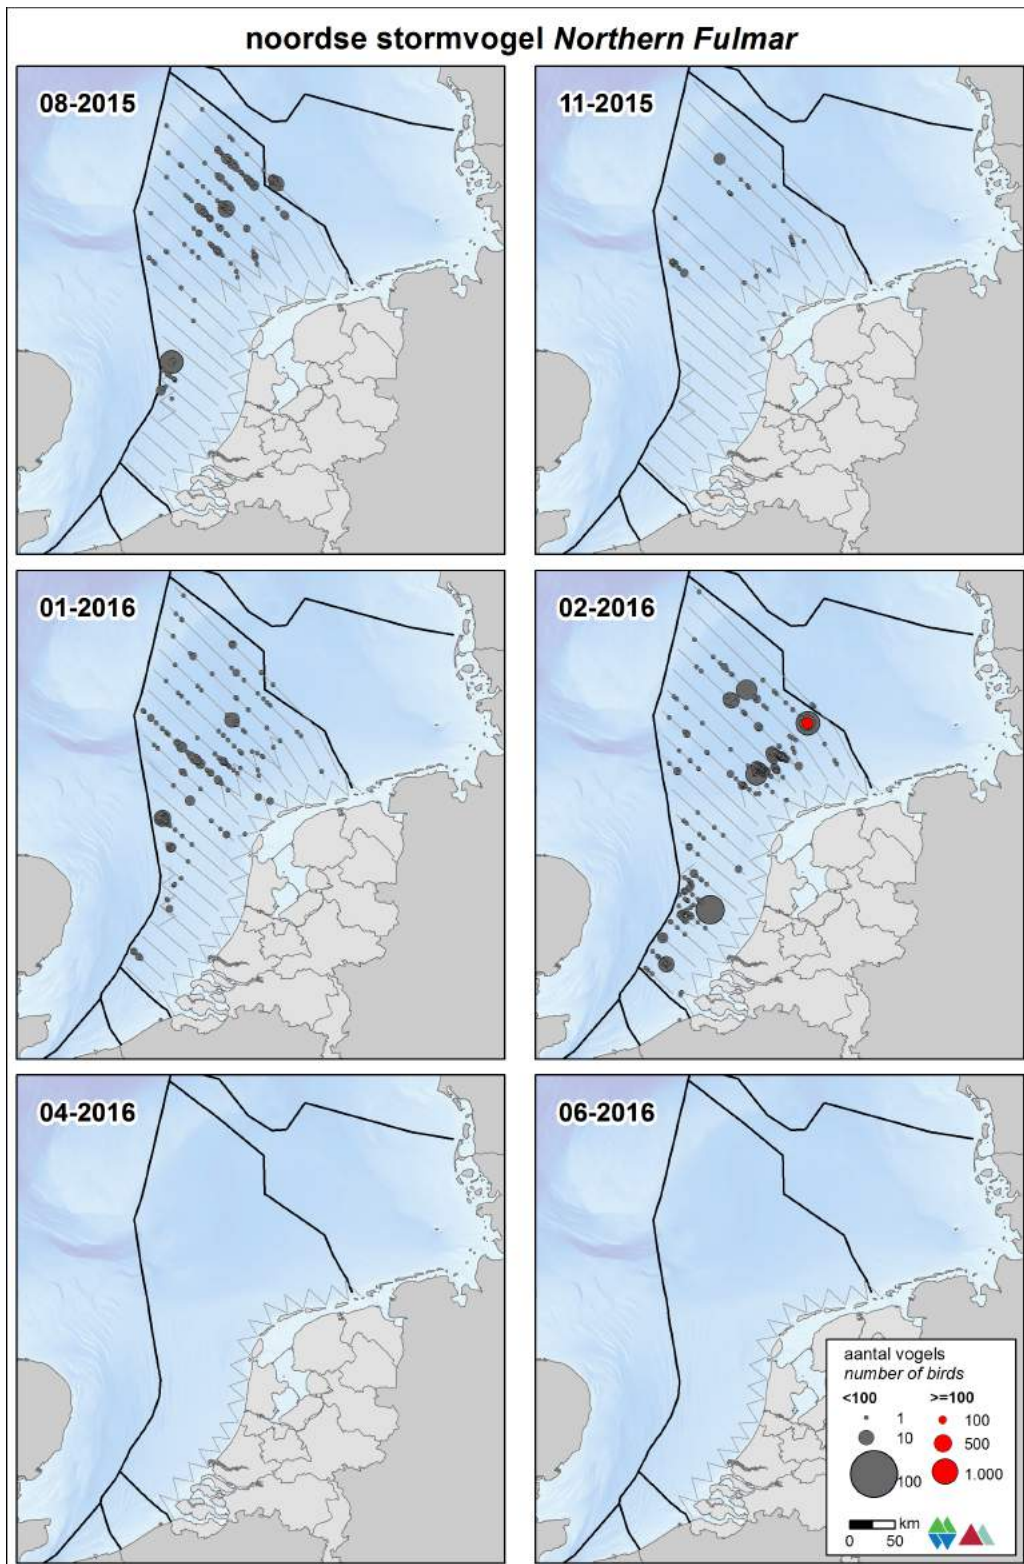 noordse stormvogel Northern Fulmar
08-2015
11-2015
01-2016
02-2016
04-2016
06-2016
aantal vogels
number of birds
<100 >=100
1 100
10 500
100 1.000
km
0 50